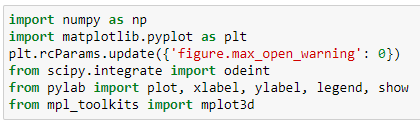 import numpy as np
import matplotlib.pyplot as plt
plt.rcParams.update({'figure.max_open_warning': 0})
from scipy.integrate import odeint
from pylab import plot, xlabel, ylabel, legend, show
from mpl_toolkits import mplot3d